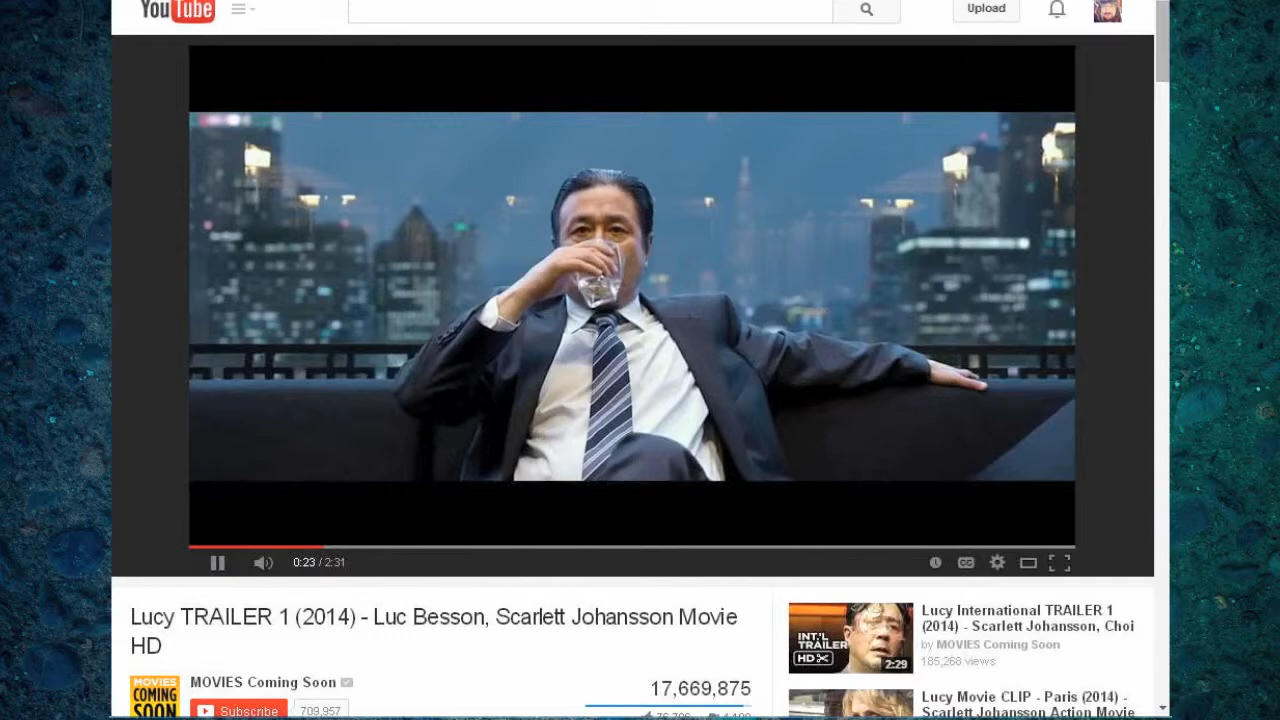 YouTube
Upload
0:23 / 2:31
CC
Lucy TRAILER 1 (2014) - Luc Besson, Scarlett Johansson Movie
HD
MOVIES
COMING
SOON
MOVIES Coming Soon
Subscribe 709,957
17,669,875
INT'L
TRAILER
HD
2:29
Lucy International TRAILER 1
(2014) - Scarlett Johansson, Choi
by MOVIES Coming Soon
185,268 views
Lucy Movie CLIP - Paris (2014) -
Scarlett Johansson Action Movie